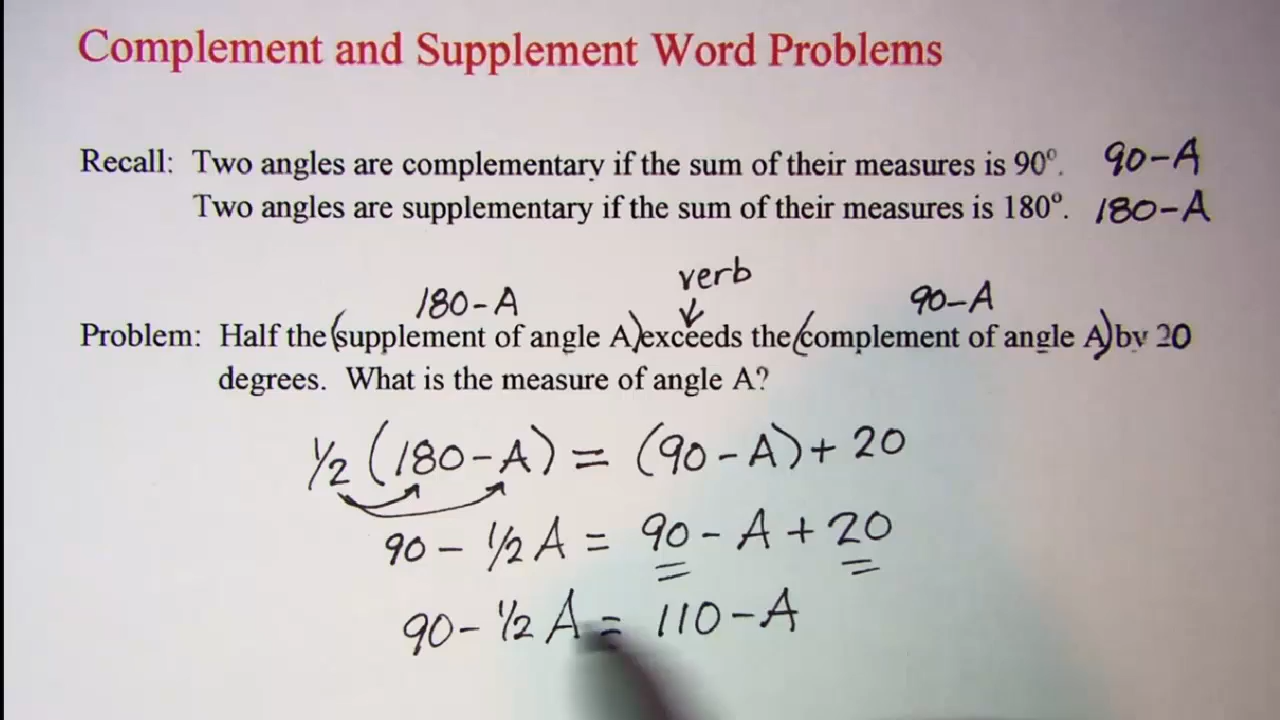 Complement and Supplement Word Problems
Recall: Two angles are complementary if the sum of their measures is 90°. 90-A
Two angles are supplementary if the sum of their measures is 180°. 180-A
verb
180-A 90-A
Problem: Half the (supplement of angle A) exceeds the (complement of angle A) by 20
degrees. What is the measure of angle A?
1/2 (180-A) = (90-A)+ 20
90 - 1/2 A = 90 - A + 20
90 - 1/2 A = 110 - A